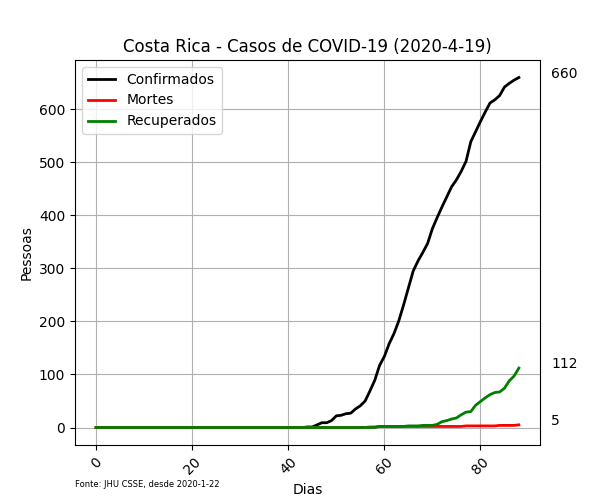 Costa Rica - Casos de COVID-19 (2020-4-19)
Confirmados
Mortes
Recuperados
660
112
5
Pessoas
600
500
400
300
200
100
0
0
20
40
60
80
Dias
Fonte: JHU CSSE, desde 2020-1-22